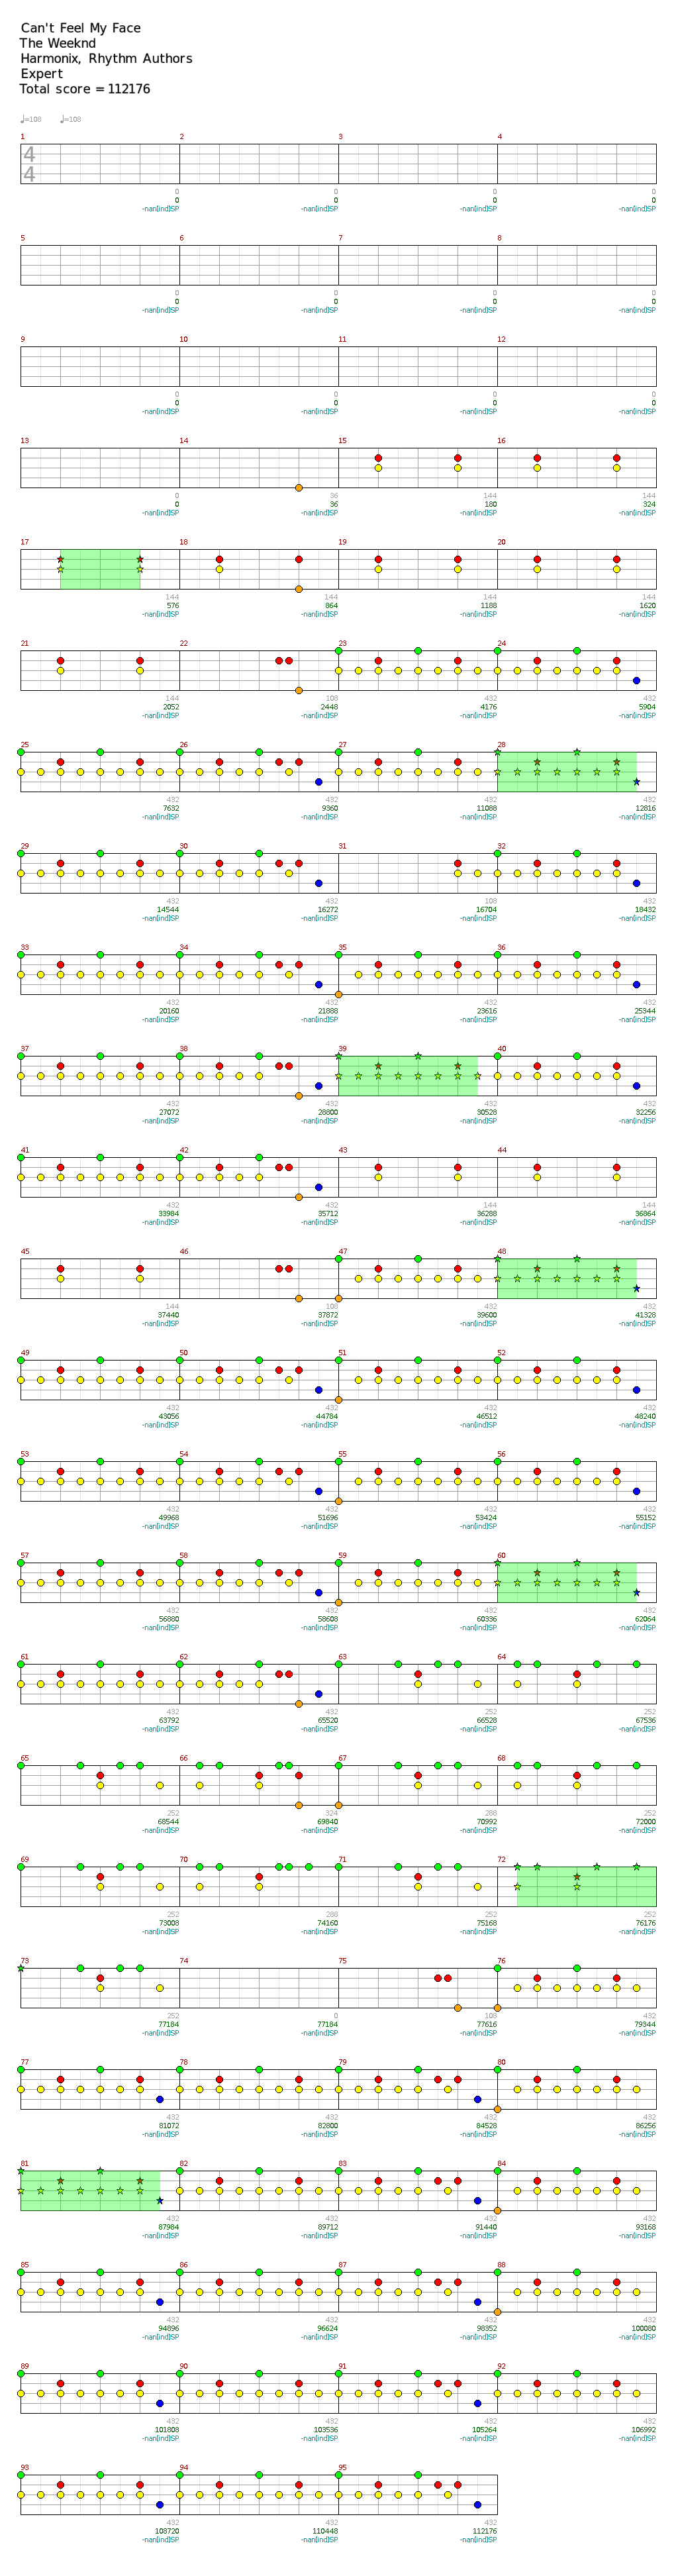 Can't Feel My Face
The Weeknd
Harmonix, Rhythm Authors
Expert
Total score = 112176
♩=108 ♩=108
1 2 3 4
4
4
0 0 0 0
0 0 0 0
-nan[ind]SP -nan[ind]SP -nan[ind]SP -nan[ind]SP
5 6 7 8
0 0 0 0
0 0 0 0
-nan[ind]SP -nan[ind]SP -nan[ind]SP -nan[ind]SP
9 10 11 12
0 0 0 0
0 0 0 0
-nan[ind]SP -nan[ind]SP -nan[ind]SP -nan[ind]SP
13 14 15 16
0 36 144 144
0 36 180 324
-nan[ind]SP -nan[ind]SP -nan[ind]SP -nan[ind]SP
17 18 19 20
144 144 144 144
576 864 1188 1620
-nan[ind]SP -nan[ind]SP -nan[ind]SP -nan[ind]SP
21 22 23 24
144 108 432 432
2052 2448 4176 5904
-nan[ind]SP -nan[ind]SP -nan[ind]SP -nan[ind]SP
25 26 27 28
432 432 432 432
7632 9360 11088 12816
-nan[ind]SP -nan[ind]SP -nan[ind]SP -nan[ind]SP
29 30 31 32
432 432 108 432
14544 16272 16704 18432
-nan[ind]SP -nan[ind]SP -nan[ind]SP -nan[ind]SP
33 34 35 36
432 432 432 432
20160 21888 23616 25344
-nan[ind]SP -nan[ind]SP -nan[ind]SP -nan[ind]SP
37 38 39 40
432 432 432 432
27072 28800 30528 32256
-nan[ind]SP -nan[ind]SP -nan[ind]SP -nan[ind]SP
41 42 43 44
432 432 144 144
33984 35712 36288 36864
-nan[ind]SP -nan[ind]SP -nan[ind]SP -nan[ind]SP
45 46 47 48
144 108 432 432
37440 37872 39600 41328
-nan[ind]SP -nan[ind]SP -nan[ind]SP -nan[ind]SP
49 50 51 52
432 432 432 432
43056 44784 46512 48240
-nan[ind]SP -nan[ind]SP -nan[ind]SP -nan[ind]SP
53 54 55 56
432 432 432 432
49968 51696 53424 55152
-nan[ind]SP -nan[ind]SP -nan[ind]SP -nan[ind]SP
57 58 59 60
432 432 432 432
56880 58608 60336 62064
-nan[ind]SP -nan[ind]SP -nan[ind]SP -nan[ind]SP
61 62 63 64
432 432 252 252
63792 65520 66528 67536
-nan[ind]SP -nan[ind]SP -nan[ind]SP -nan[ind]SP
65 66 67 68
252 324 288 252
68544 69840 70992 72000
-nan[ind]SP -nan[ind]SP -nan[ind]SP -nan[ind]SP
69 70 71 72
252 288 252 252
73008 74160 75168 76176
-nan[ind]SP -nan[ind]SP -nan[ind]SP -nan[ind]SP
73 74 75 76
252 0 108 432
77184 77184 77616 79344
-nan[ind]SP -nan[ind]SP -nan[ind]SP -nan[ind]SP
77 78 79 80
432 432 432 432
81072 82800 84528 86256
-nan[ind]SP -nan[ind]SP -nan[ind]SP -nan[ind]SP
81 82 83 84
432 432 432 432
87984 89712 91440 93168
-nan[ind]SP -nan[ind]SP -nan[ind]SP -nan[ind]SP
85 86 87 88
432 432 432 432
94896 96624 98352 100080
-nan[ind]SP -nan[ind]SP -nan[ind]SP -nan[ind]SP
89 90 91 92
432 432 432 432
101808 103536 105264 106992
-nan[ind]SP -nan[ind]SP -nan[ind]SP -nan[ind]SP
93 94 95
432 432 432
108720 110448 112176
-nan[ind]SP -nan[ind]SP -nan[ind]SP